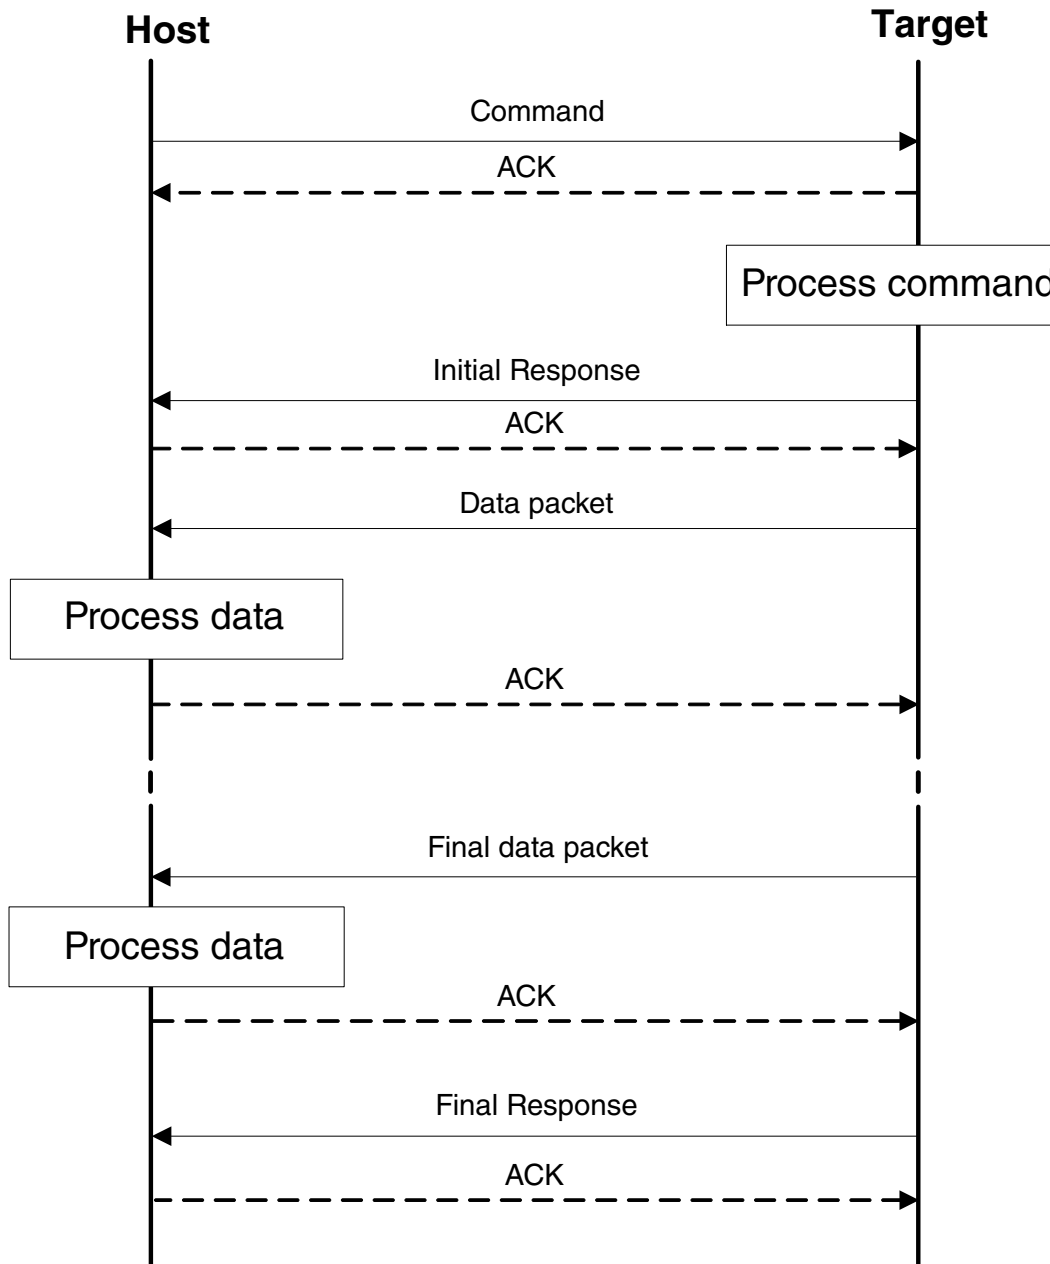 Host
Target
Command
ACK
Process command
Initial Response
ACK
Data packet
Process data
ACK
Final data packet
Process data
ACK
Final Response
ACK